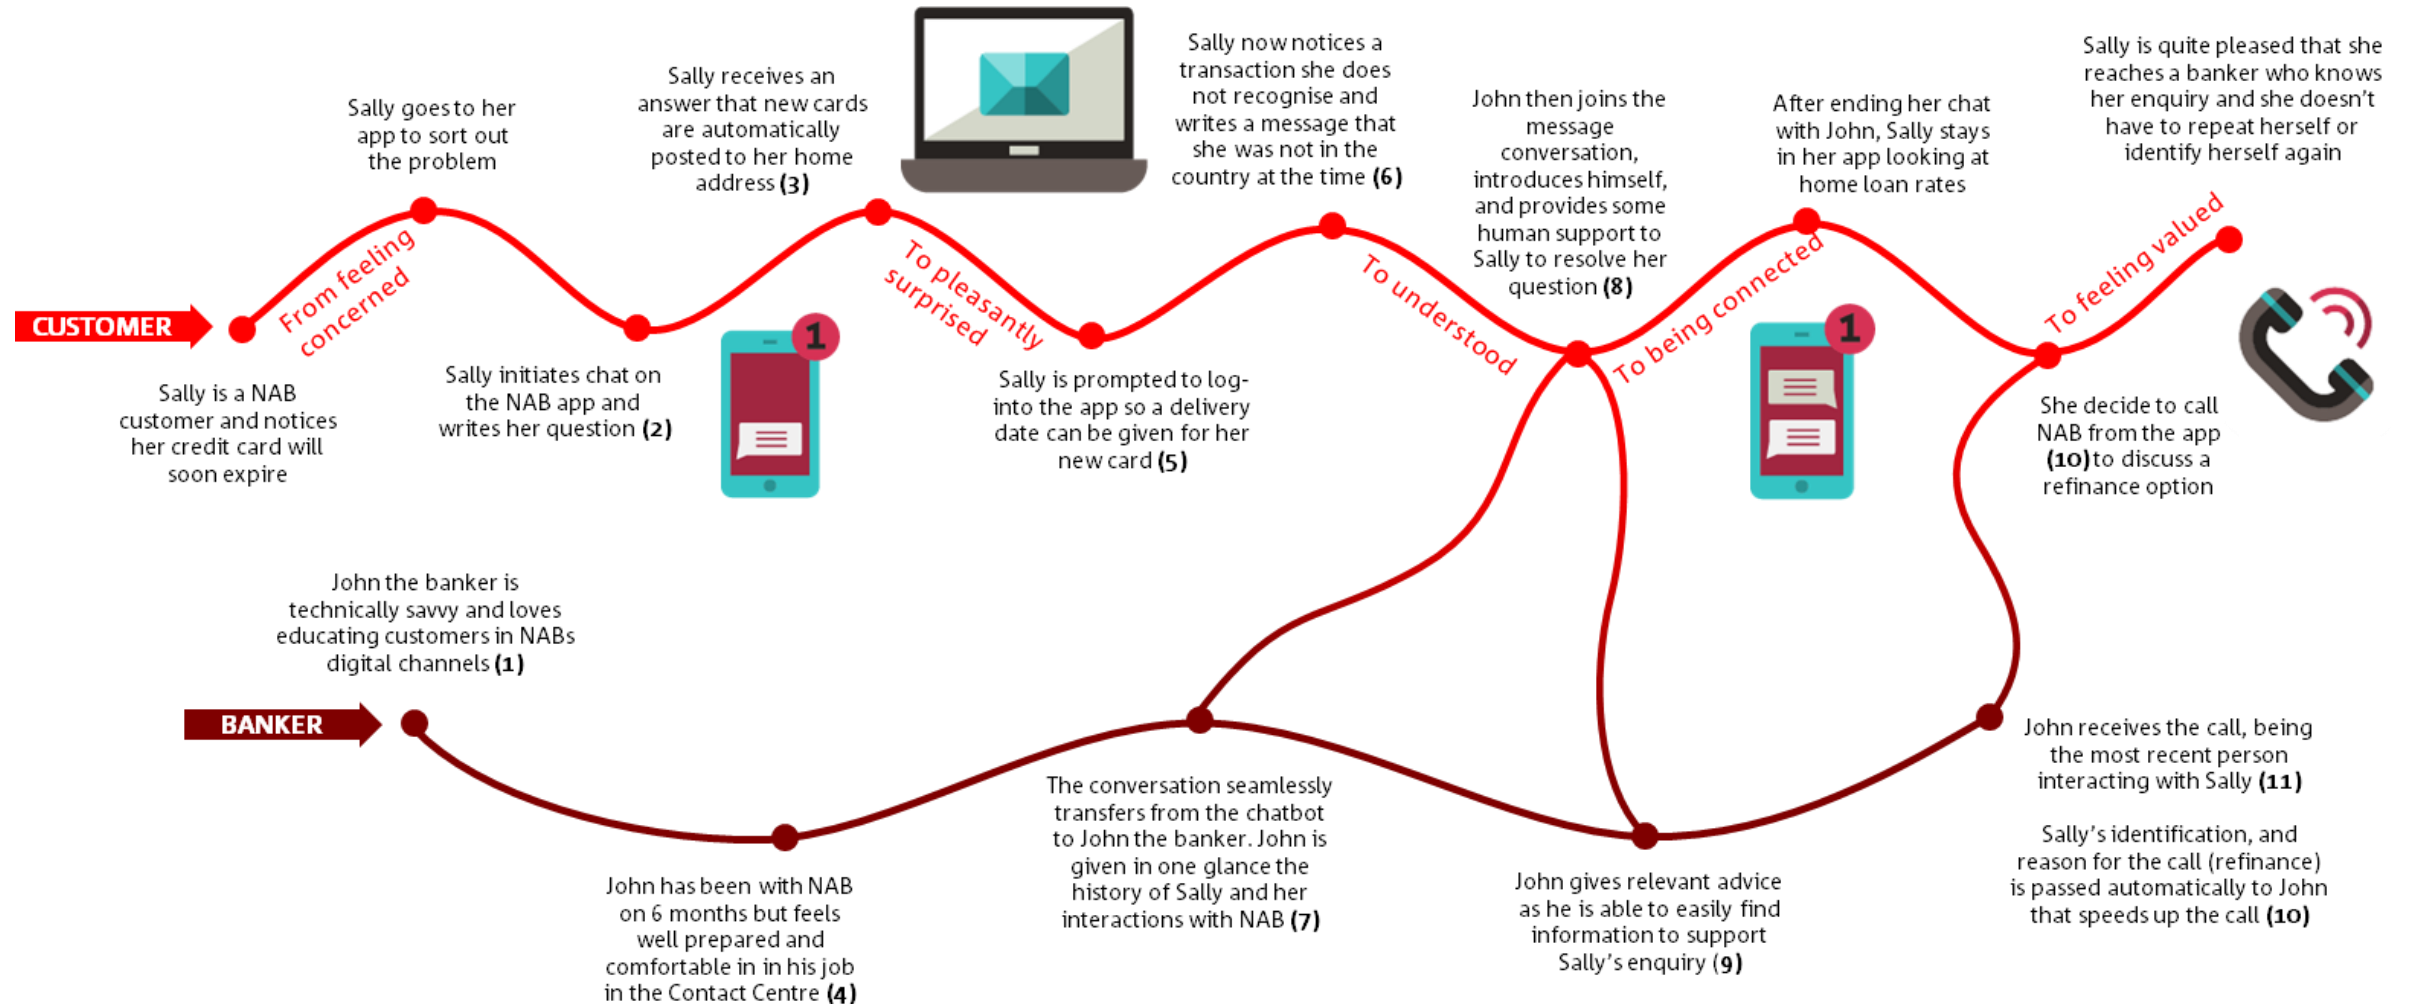 Sally goes to her
app to sort out
the problem
Sally receives an
answer that new cards
are automatically
posted to her home
address (3)
Sally now notices a
transaction she does
not recognise and
writes a message that
she was not in the
country at the time (6)
John then joins the
message
conversation,
introduces himself,
and provides some
human support to
Sally to resolve her
question (8)
After ending her chat
with John, Sally stays
in her app looking at
home loan rates
Sally is quite pleased that she
reaches a banker who knows
her enquiry and she doesn't
have to repeat herself or
identify herself again
CUSTOMER
From feeling
concerned
To pleasantly
surprised
To understood
To being connected
To feeling valued
Sally is a NAB
customer and notices
her credit card will
soon expire
Sally initiates chat on
the NAB app and
writes her question (2)
1
Sally is prompted to log-
into the app so a delivery
date can be given for her
new card (5)
1
She decide to call
NAB from the app
(10) to discuss a
refinance option
John the banker is
technically savvy and loves
educating customers in NABs
digital channels (1)
BANKER
John has been with NAB
on 6 months but feels
well prepared and
comfortable in in his job
in the Contact Centre (4)
The conversation seamlessly
transfers from the chatbot
to John the banker. John is
given in one glance the
history of Sally and her
interactions with NAB (7)
John gives relevant advice
as he is able to easily find
information to support
Sally's enquiry (9)
John receives the call, being
the most recent person
interacting with Sally (11)
Sally's identification, and
reason for the call (refinance)
is passed automatically to John
that speeds up the call (10)